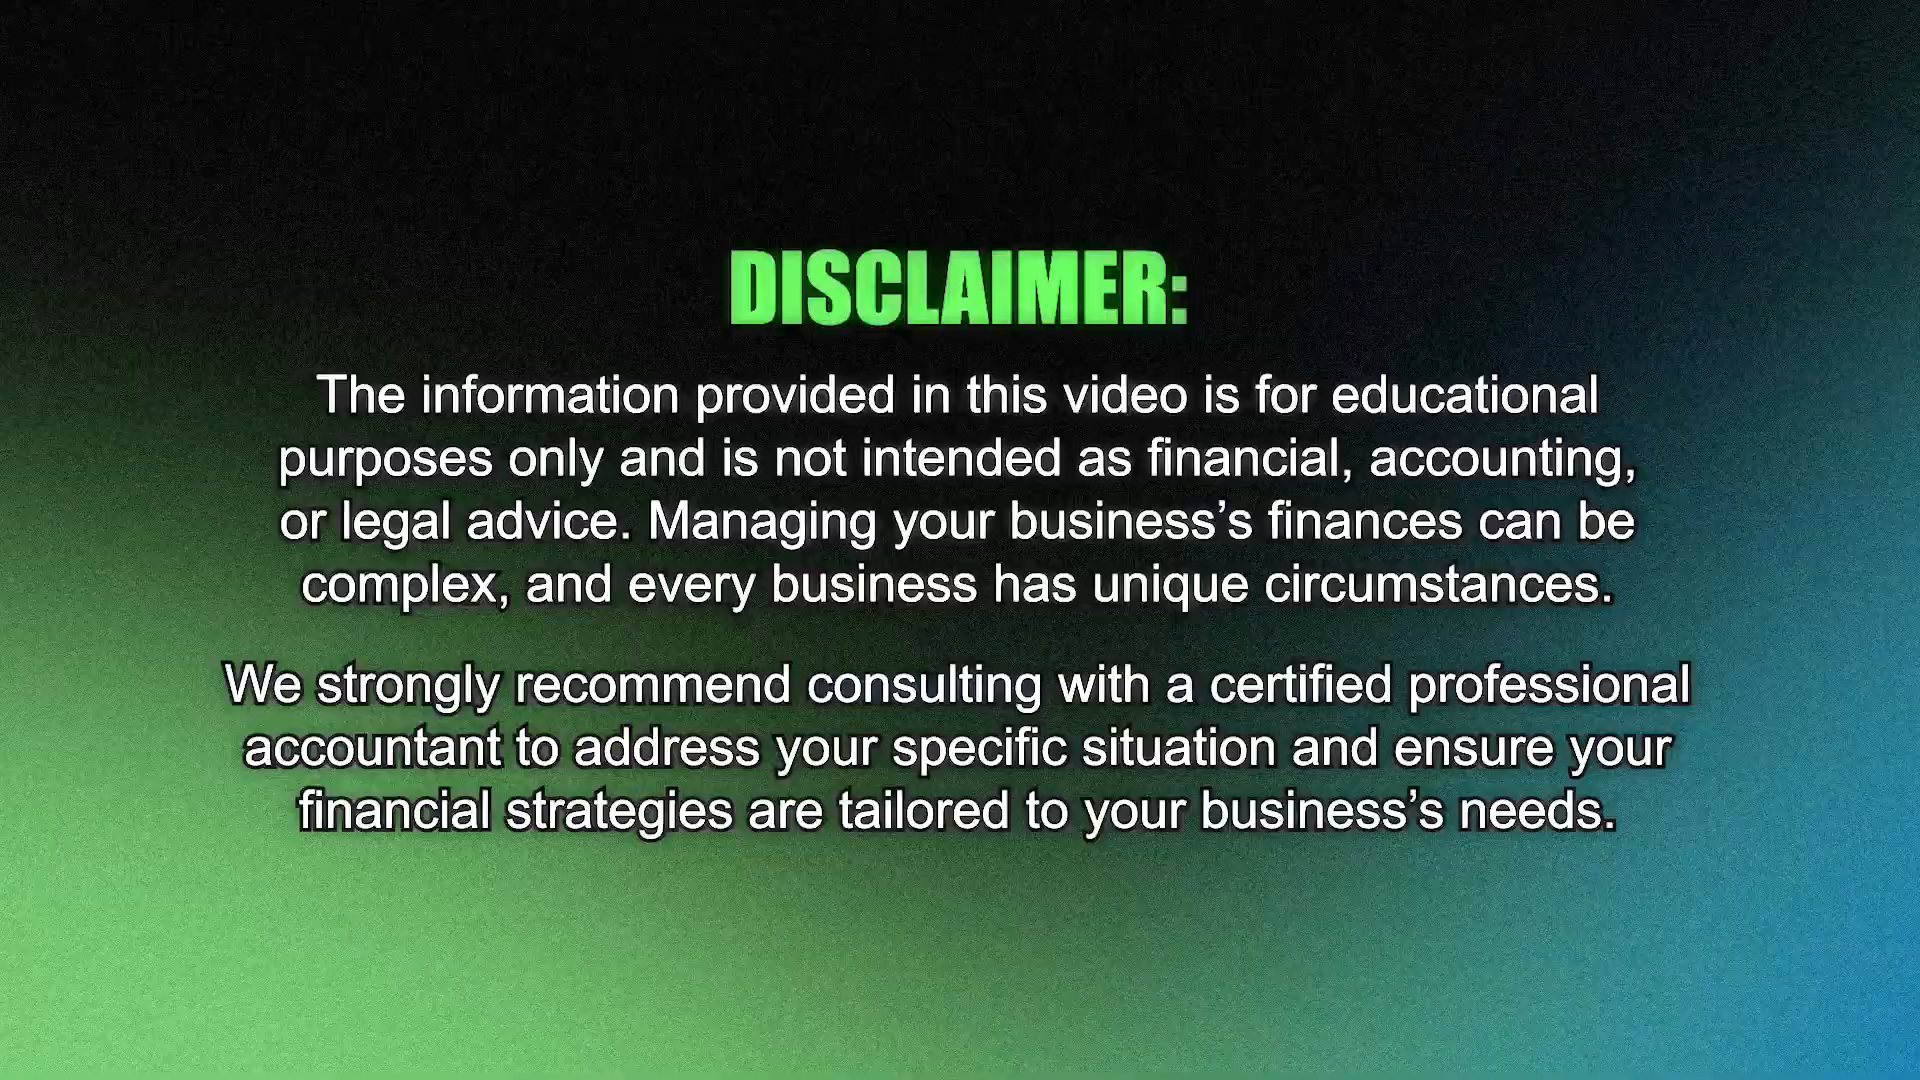 DISCLAIMER:
The information provided in this video is for educational
purposes only and is not intended as financial, accounting,
or legal advice. Managing your business’s finances can be
complex, and every business has unique circumstances.
We strongly recommend consulting with a certified professional
accountant to address your specific situation and ensure your
financial strategies are tailored to your business’s needs.